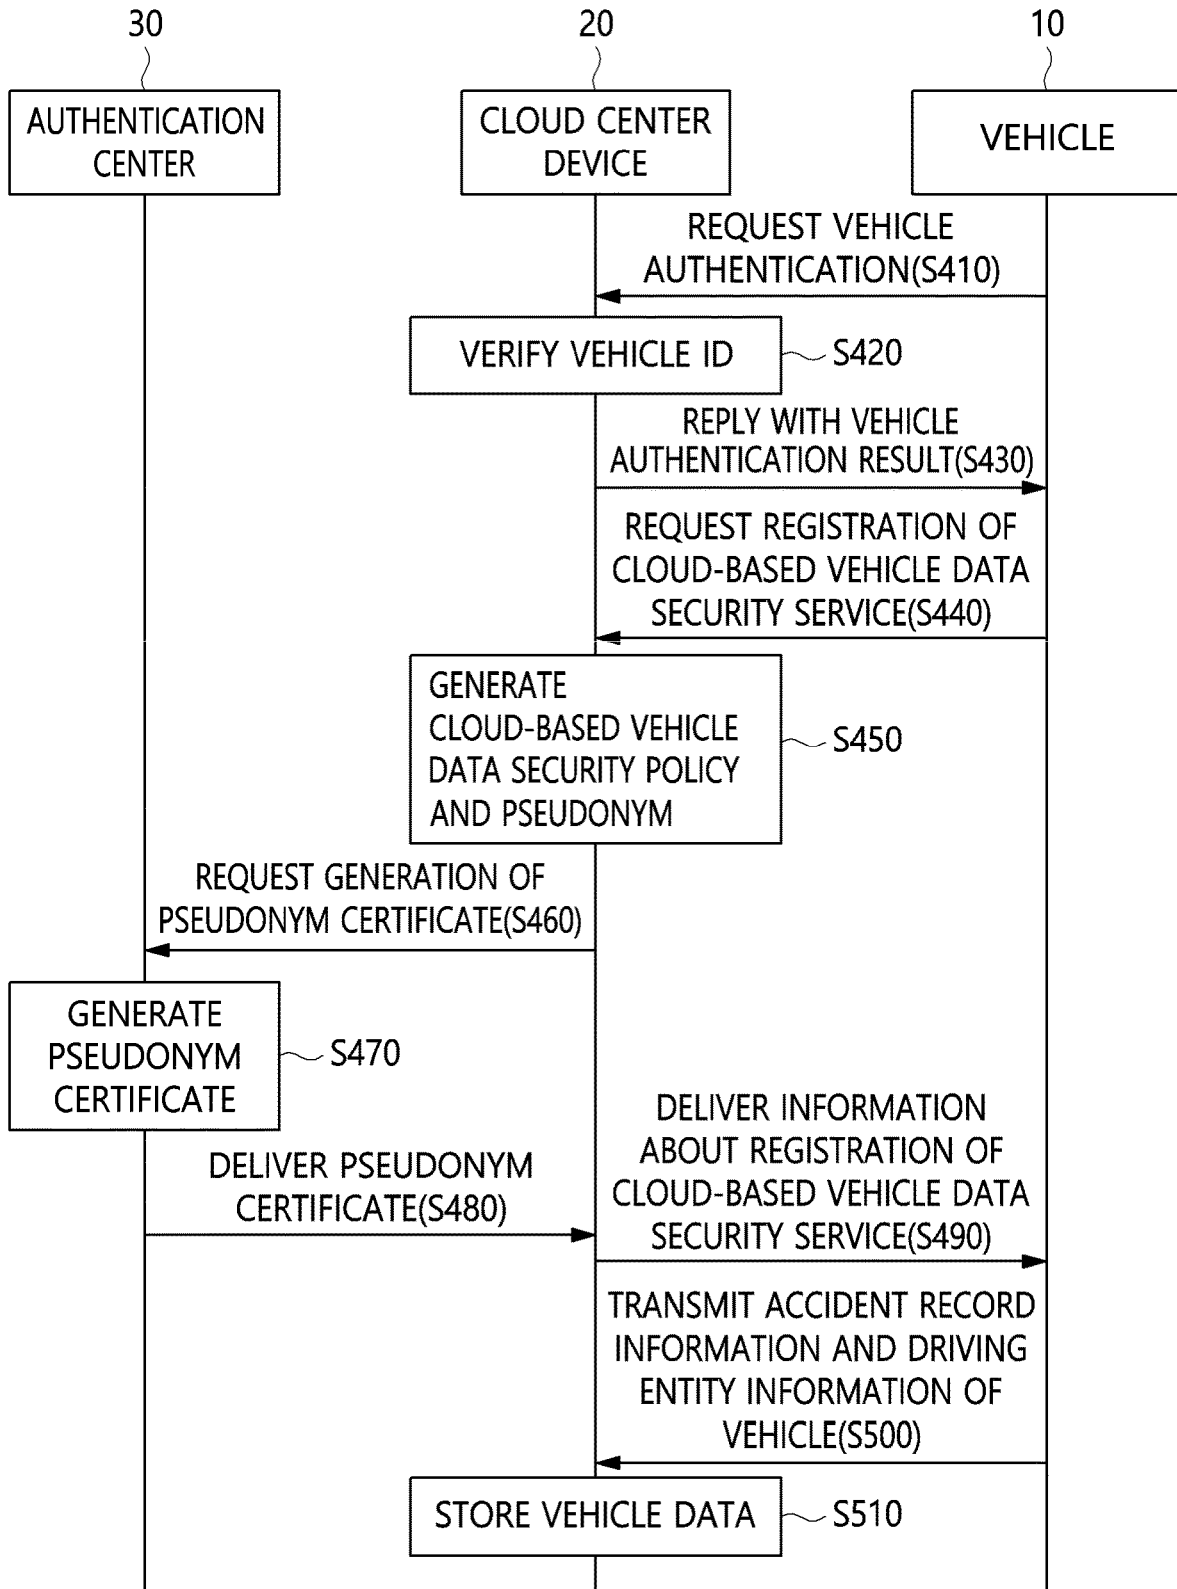 30
20
10
AUTHENTICATION
CENTER
CLOUD CENTER
DEVICE
VEHICLE
REQUEST VEHICLE
AUTHENTICATION(S410)
VERIFY VEHICLE ID
S420
REPLY WITH VEHICLE
AUTHENTICATION RESULT(S430)
REQUEST REGISTRATION OF
CLOUD-BASED VEHICLE DATA
SECURITY SERVICE(S440)
GENERATE
CLOUD-BASED VEHICLE
DATA SECURITY POLICY
AND PSEUDONYM
S450
REQUEST GENERATION OF
PSEUDONYM CERTIFICATE(S460)
GENERATE
PSEUDONYM
CERTIFICATE
S470
DELIVER PSEUDONYM
CERTIFICATE(S480)
DELIVER INFORMATION
ABOUT REGISTRATION OF
CLOUD-BASED VEHICLE DATA
SECURITY SERVICE(S490)
TRANSMIT ACCIDENT RECORD
INFORMATION AND DRIVING
ENTITY INFORMATION OF
VEHICLE(S500)
STORE VEHICLE DATA
S510